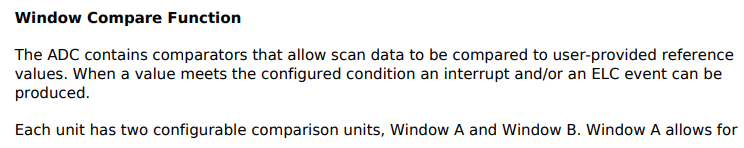 Window Compare Function
The ADC contains comparators that allow scan data to be compared to user-provided reference
values. When a value meets the configured condition an interrupt and/or an ELC event can be
produced.
Each unit has two configurable comparison units, Window A and Window B. Window A allows for